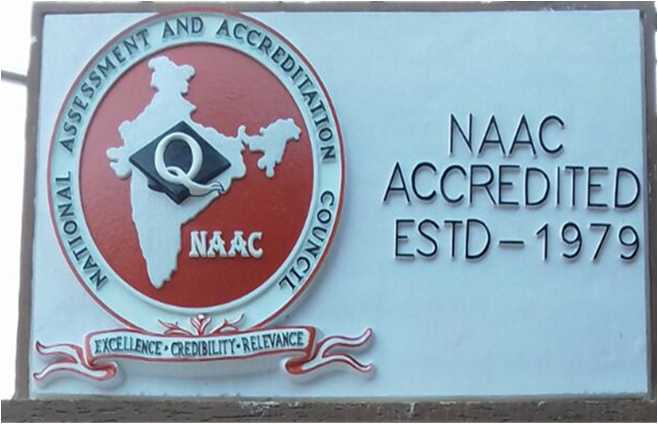 NATIONAL ASSESSMENT AND ACCREDITATION COUNCIL
Q
NAAC
EXCELLENCE • CREDIBILITY • RELEVANCE
NAAC
ACCREDITED
ESTD – 1979